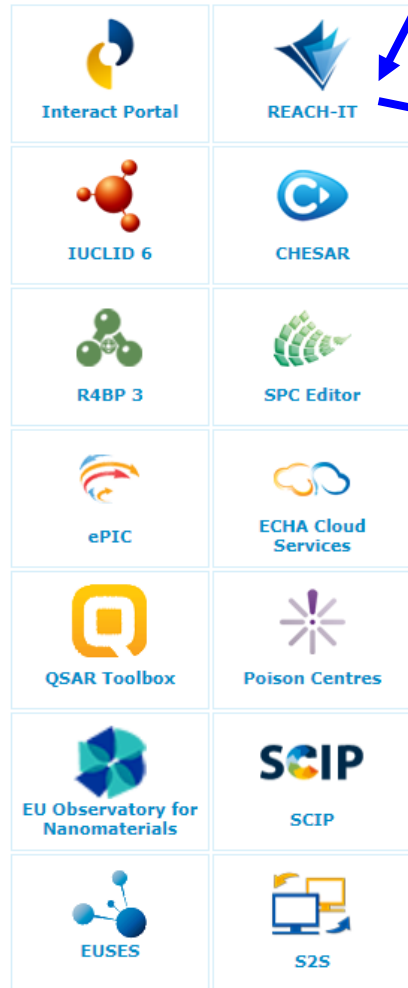 Interact Portal
REACH-IT
IUCLID 6
CHESAR
R4BP 3
SPC Editor
ePIC
ECHA Cloud
Services
QSAR Toolbox
Poison Centres
EU Observatory for
Nanomaterials
SCIP
SCIP
EUSES
S2S